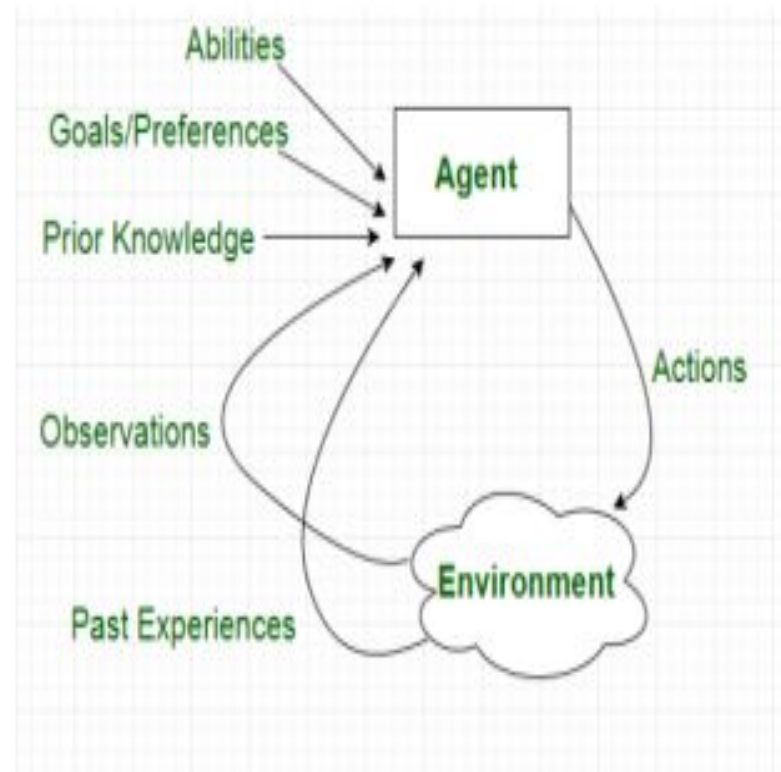 Abilities
Goals/Preferences
Agent
Prior Knowledge
Actions
Observations
Environment
Past Experiences